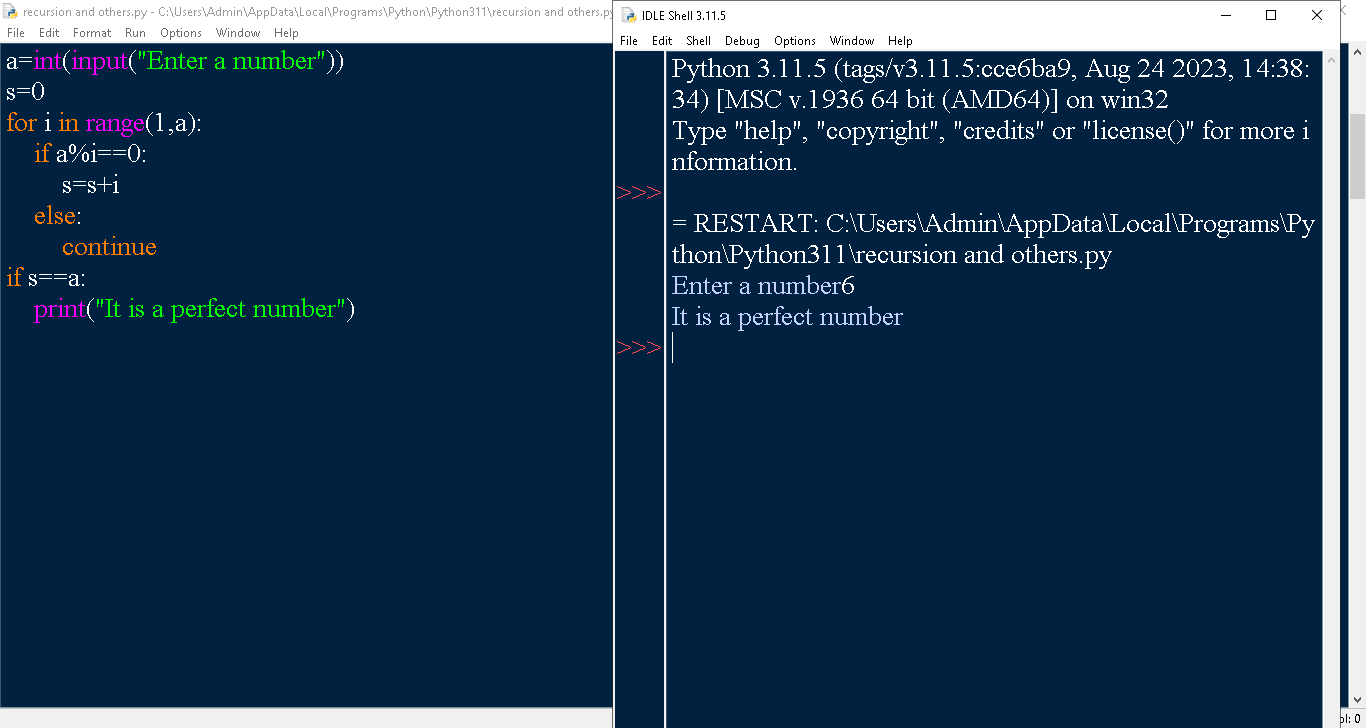 recursion and others.py - C:\Users\Admin\AppData\Local\Programs\Python\Python311\recursion and others.py
File Edit Format Run Options Window Help
a=int(input("Enter a number"))
s=0
for i in range(1,a):
if a%i==0:
s=s+i
else:
continue
if s==a:
print("It is a perfect number")
IDLE Shell 3.11.5
File Edit Shell Debug Options Window Help
Python 3.11.5 (tags/v3.11.5:cce6ba9, Aug 24 2023, 14:38:
34) [MSC v.1936 64 bit (AMD64)] on win32
Type "help", "copyright", "credits" or "license()" for more i
nformation.
>>>
= RESTART: C:\Users\Admin\AppData\Local\Programs\Py
thon\Python311\recursion and others.py
Enter a number6
It is a perfect number
>>>
ol: 0